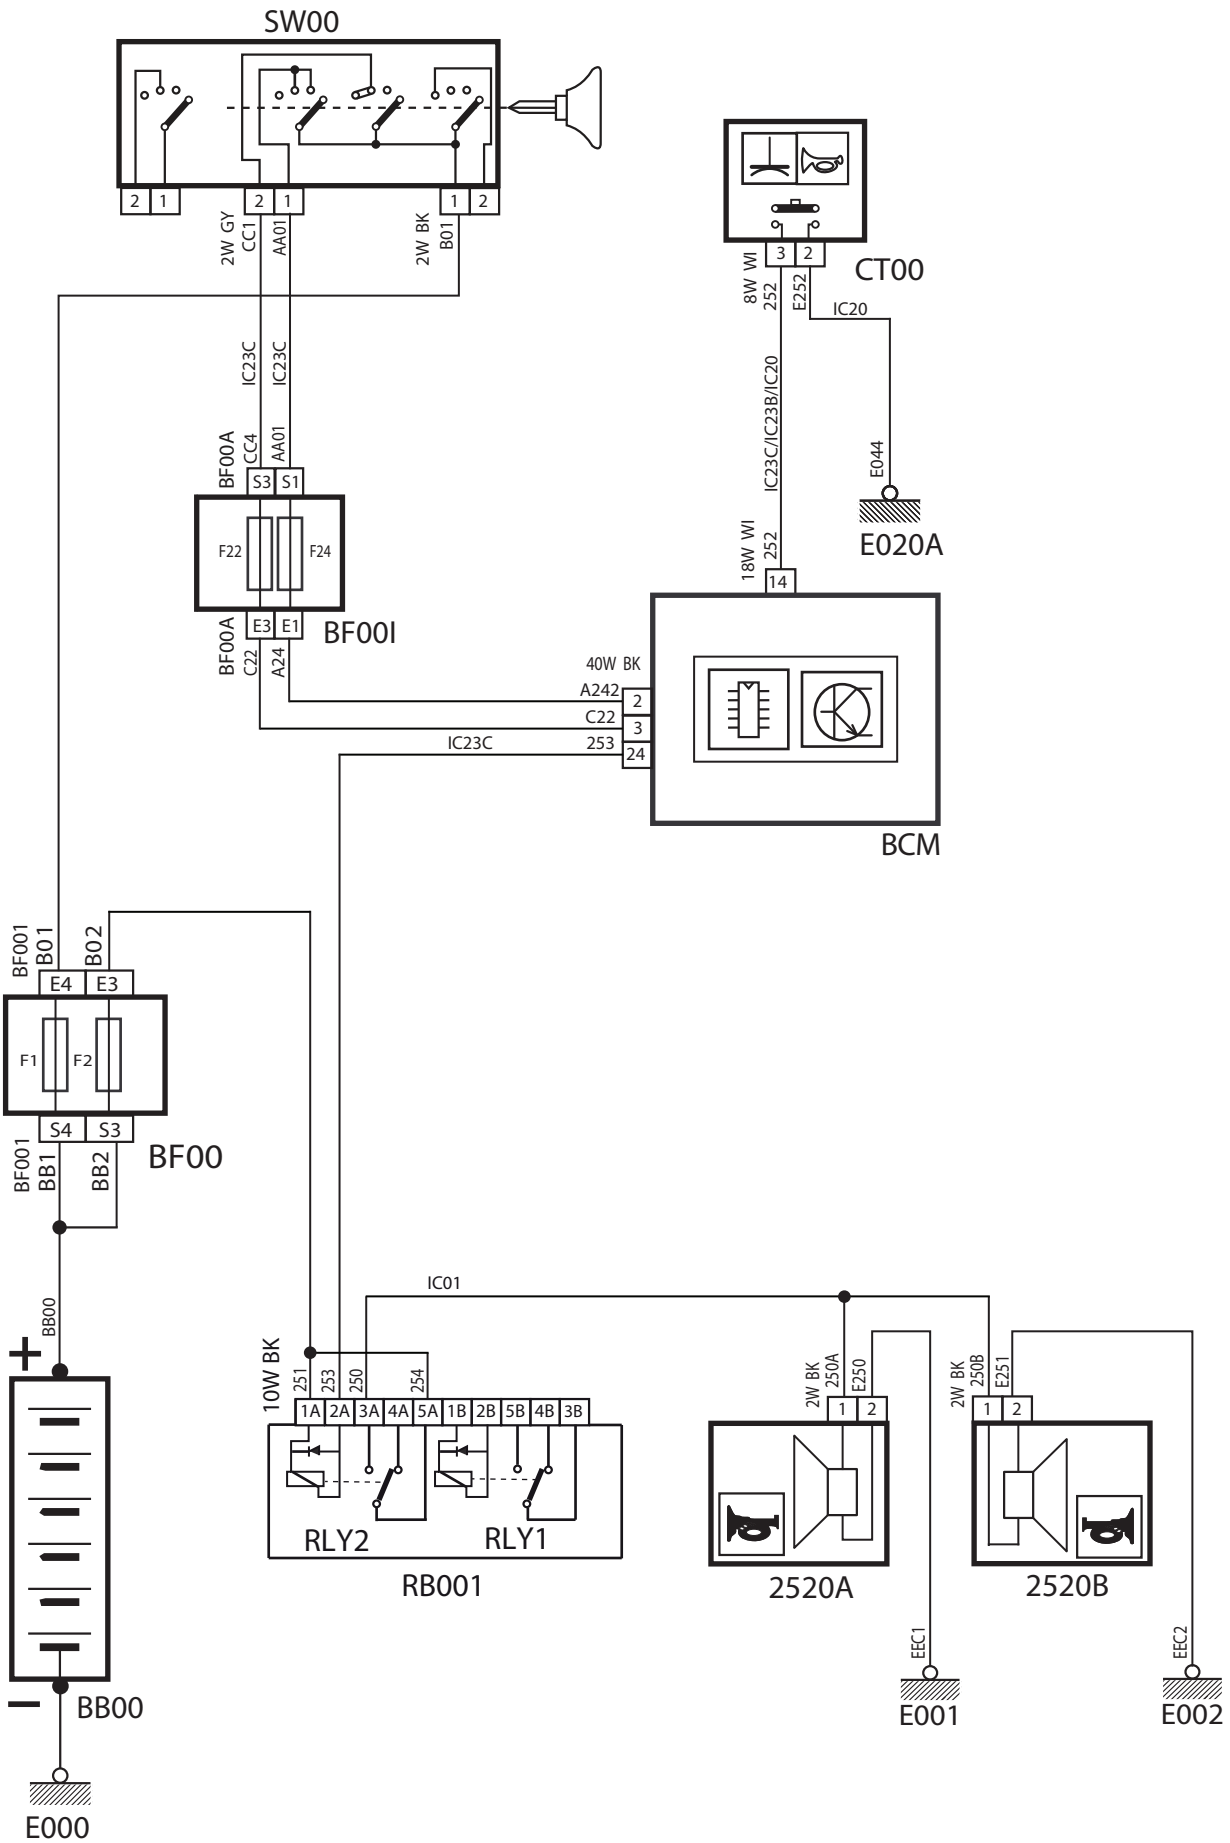 SW00
2
1
2
1
1
2
2W GY
CC1
AA01
2W BK
B01
3
2
CT00
8W WI
252
E252
IC20
IC23C
IC23C
IC23C/IC23B/IC20
E044
E020A
BF00A
CC4
AA01
S3
S1
F22
F24
E3
E1
BF00I
BF00A
C22
A24
18W WI
252
14
40W BK
A242
2
C22
3
IC23C
253
24
BCM
BF001
B01
B02
E4
E3
F1
F2
S4
S3
BF00
BF001
BB1
BB2
BB00
+
IC01
10W BK
251
253
250
254
1A
2A
3A
4A
5A
1B
2B
5B
4B
3B
RLY2
RLY1
RB001
2W BK
250A
E250
1
2
2520A
2W BK
250B
E251
1
2
2520B
EEC1
E001
EEC2
E002
–
BB00
E000